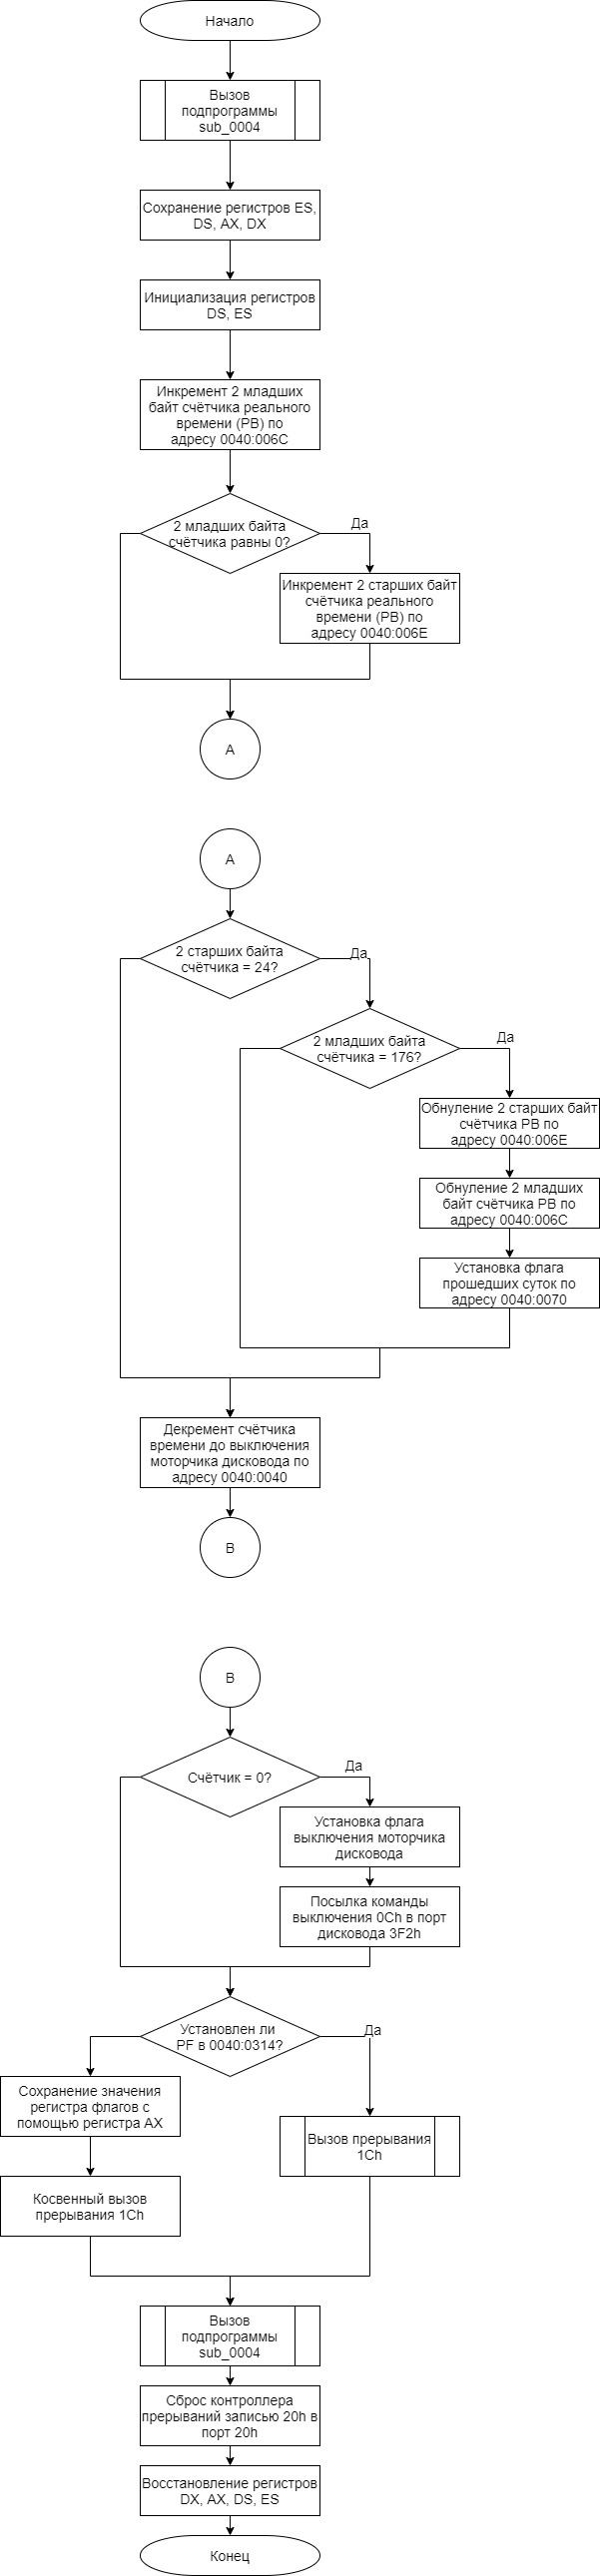 Начало
Вызов
подпрограммы
sub_0004
Сохранение регистров ES,
DS, AX, DX
Инициализация регистров
DS, ES
Инкремент 2 младших
байт счётчика реального
времени (РВ) по
адресу 0040:006C
2 младших байта
счётчика равны 0?
Да
Инкремент 2 старших байт
счётчика реального
времени (РВ) по
адресу 0040:006E
A
A
2 старших байта
счётчика = 24?
Да
2 младших байта
счётчика = 176?
Да
Обнуление 2 старших байт
счётчика РВ по
адресу 0040:006E
Обнуление 2 младших
байт счётчика РВ по
адресу 0040:006C
Установка флага
прошедших суток по
адресу 0040:0070
Декремент счётчика
времени до выключения
моторчика дисковода по
адресу 0040:0040
B
B
Счётчик = 0?
Да
Установка флага
выключения моторчика
дисковода
Посылка команды
выключения 0Ch в порт
дисковода 3F2h
Установлен ли
PF в 0040:0314?
Да
Сохранение значения
регистра флагов с
помощью регистра AX
Вызов прерывания
1Ch
Косвенный вызов
прерывания 1Ch
Вызов
подпрограммы
sub_0004
Сброс контроллера
прерываний записью 20h в
порт 20h
Восстановление регистров
DX, AX, DS, ES
Конец